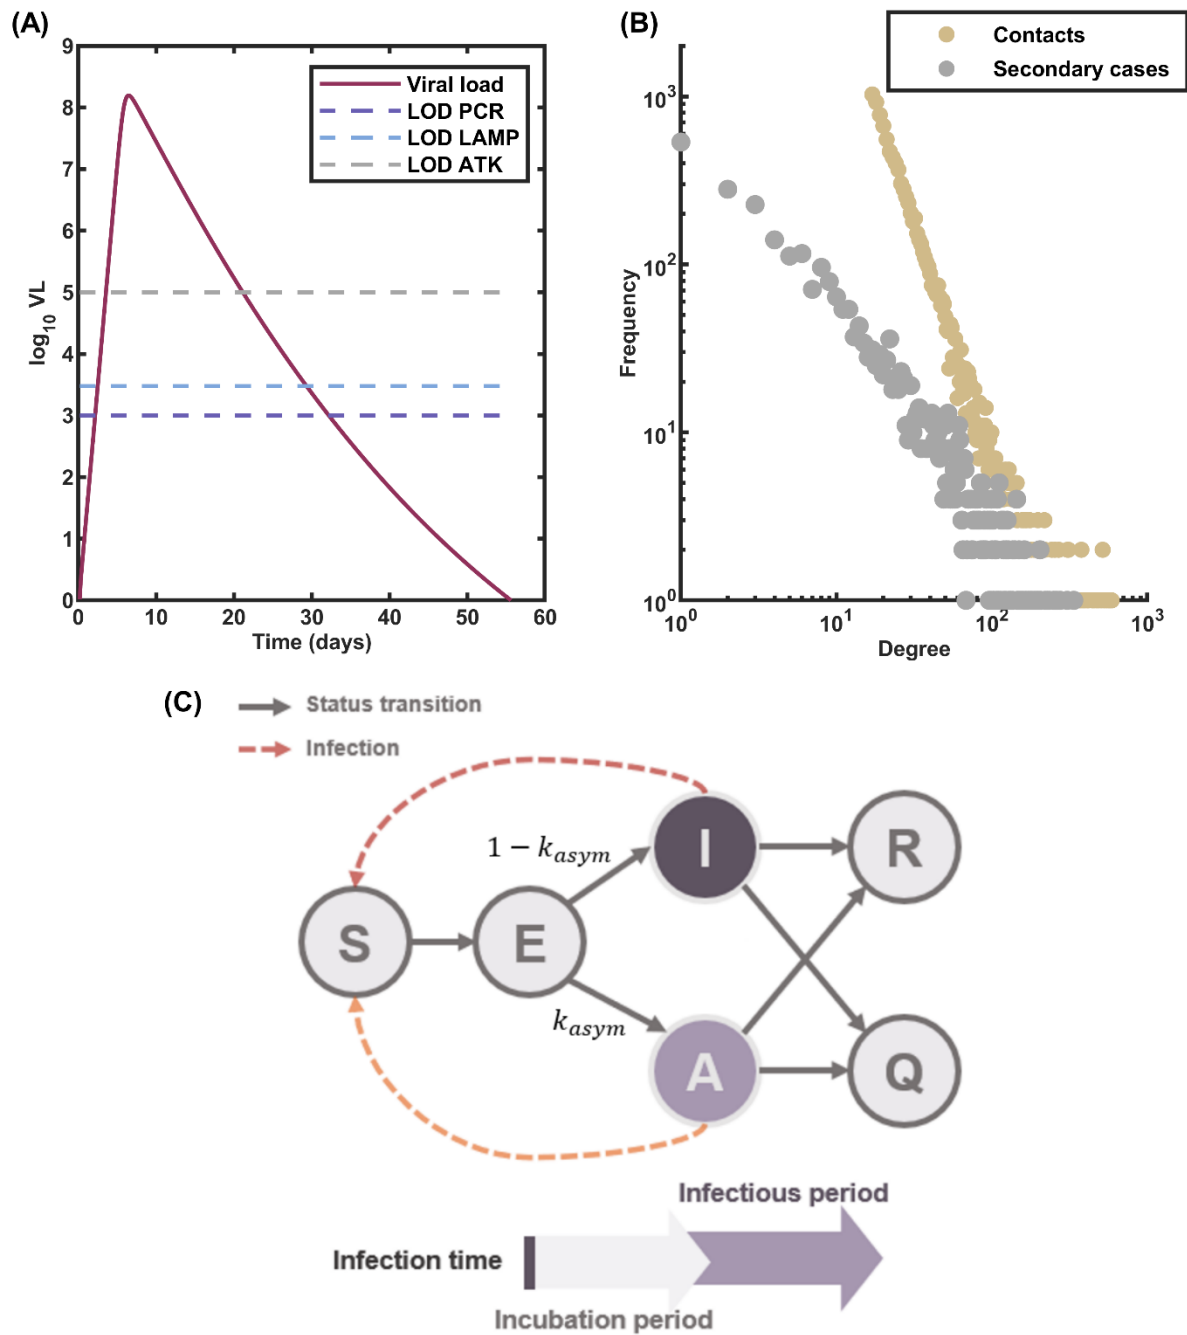 (A)
9
8
7
6
5
4
3
2
1
0
log10 VL
0 10 20 30 40 50 60
Time (days)
Viral load
LOD PCR
LOD LAMP
LOD ATK
(B)
Contacts
Secondary cases
10^3
10^2
10^1
10^0
Frequency
10^0 10^1 10^2 10^3
Degree
(C)
Status transition
Infection
1 − k_asym
I
R
S
E
k_asym
A
Q
Infectious period
Infection time
Incubation period